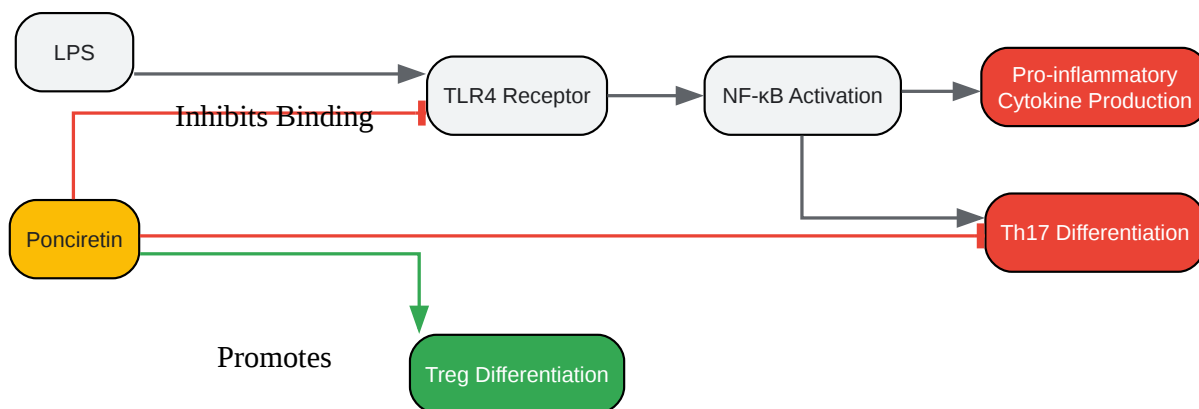 LPS
TLR4 Receptor
NF-κB Activation
Pro-inflammatory
Cytokine Production
Inhibits Binding
Ponciretin
Th17 Differentiation
Promotes
Treg Differentiation